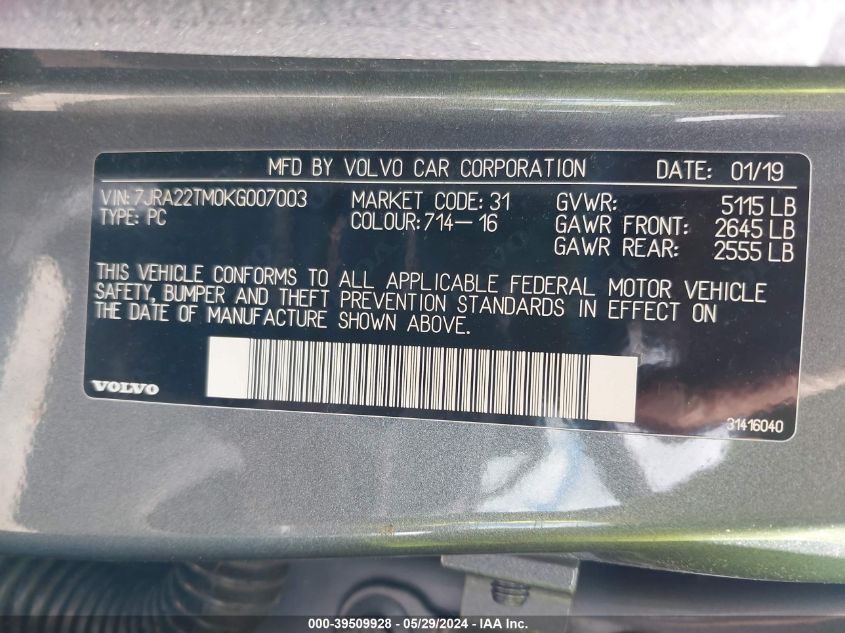 MFD BY VOLVO CAR CORPORATION DATE: 01/19
VIN: 7JRA22TM0KG007003 MARKET CODE: 31 GVWR: 5115 LB
TYPE: PC COLOUR: 714-16 GAWR FRONT: 2645 LB
GAWR REAR: 2555 LB
THIS VEHICLE CONFORMS TO ALL APPLICABLE FEDERAL MOTOR VEHICLE
SAFETY, BUMPER AND THEFT PREVENTION STANDARDS IN EFFECT ON
THE DATE OF MANUFACTURE SHOWN ABOVE.
VOLVO
31416040
000-39509928 - 05/29/2024 - IAAI Inc.